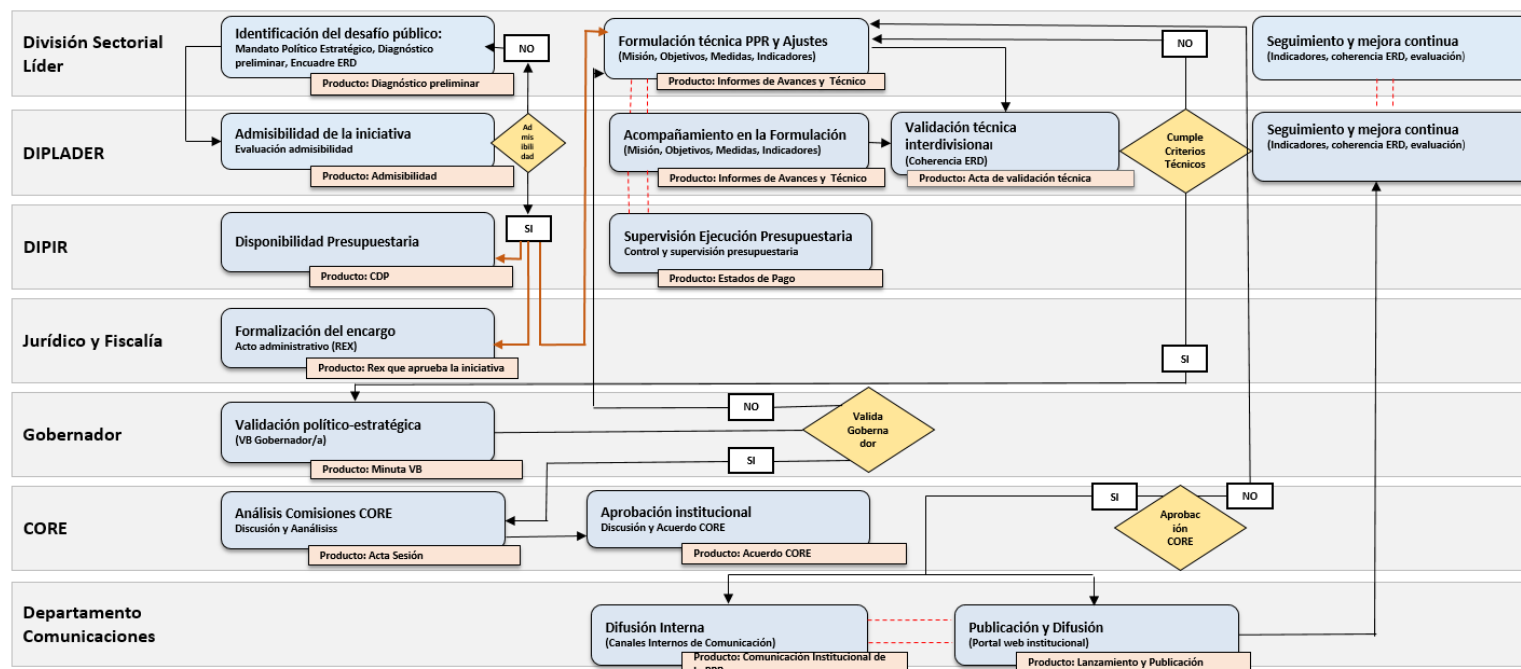 División Sectorial
Líder
Identificación del desafío público:
Mandato Político Estratégico, Diagnóstico
preliminar, Encuadre ERD
Producto: Diagnóstico preliminar
NO
Formulación técnica PPR y Ajustes
(Misión, Objetivos, Medidas, Indicadores)
Producto: Informes de Avances y Técnico
NO
Seguimiento y mejora continua
(Indicadores, coherencia ERD, evaluación)
DIPLADER
Admisibilidad de la iniciativa
Evaluación admisibilidad
Producto: Admisibilidad
Ad
mis
ibili
dad
Acompañamiento en la Formulación
(Misión, Objetivos, Medidas, Indicadores)
Producto: Informes de Avances y Técnico
Validación técnica
interdivisional
(Coherencia ERD)
Producto: Acta de validación técnica
Cumple
Criterios
Técnicos
Seguimiento y mejora continua
(Indicadores, coherencia ERD, evaluación)
DIPIR
Disponibilidad Presupuestaria
Producto: CDP
SI
Supervisión Ejecución Presupuestaria
Control y supervisión presupuestaria
Producto: Estados de Pago
Jurídico y Fiscalía
Formalización del encargo
Acto administrativo (REX)
Producto: Rex que aprueba la iniciativa
SI
Gobernador
Validación político-estratégica
(VB Gobernador/a)
Producto: Minuta VB
NO
SI
Valida
Goberna
dor
CORE
Análisis Comisiones CORE
Discusión y Aanálisiss
Producto: Acta Sesión
Aprobación institucional
Discusión y Acuerdo CORE
Producto: Acuerdo CORE
SI
NO
Aprobac
ión
CORE
Departamento
Comunicaciones
Difusión Interna
(Canales Internos de Comunicación)
Producto: Comunicación Institucional de
Publicación y Difusión
(Portal web institucional)
Producto: Lanzamiento y Publicación